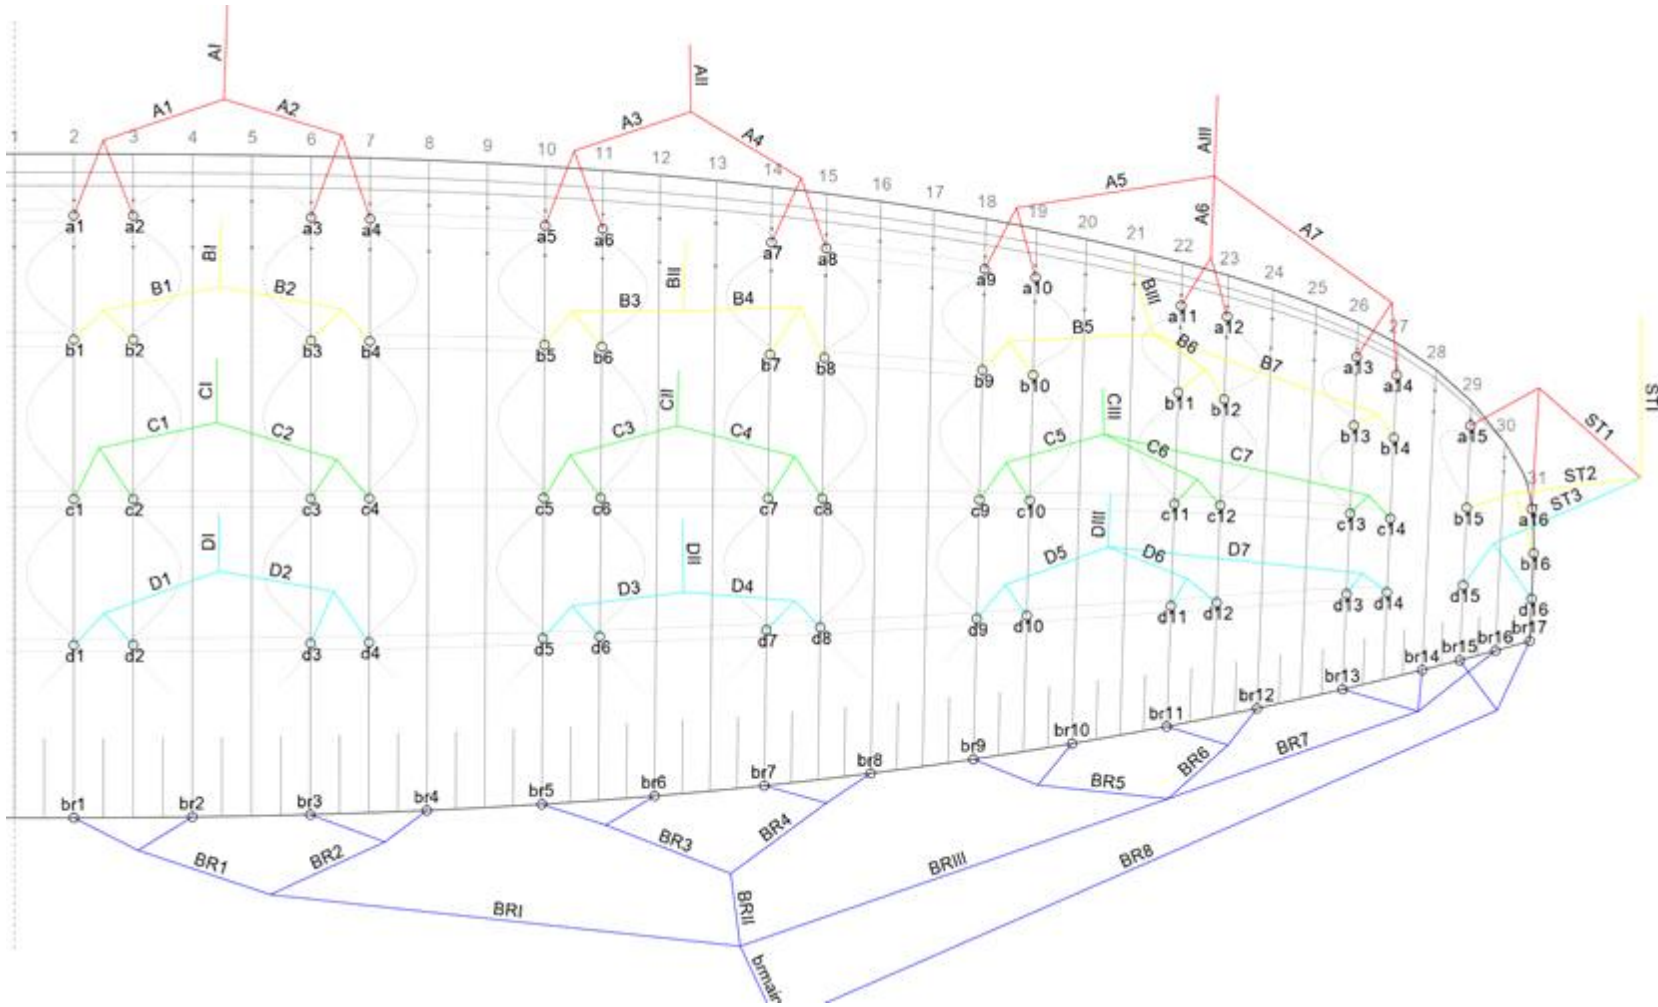 AI
AII
AIII
A1 A2
A3 A4
A5 A6 A7
1 2 3 4 5 6 7 8 9 10 11 12 13 14 15 16 17 18 19 20 21 22 23 24 25 26 27 28 29 30 31
a1 a2 a3 a4 a5 a6 a7 a8 a9 a10 a11 a12 a13 a14 a15 a16
BI BII BIII
B1 B2 B3 B4 B5 B6 B7
b1 b2 b3 b4 b5 b6 b7 b8 b9 b10 b11 b12 b13 b14 b15 b16
STI
ST1
ST2
ST3
CI CII CIII
C1 C2 C3 C4 C5 C6 C7
c1 c2 c3 c4 c5 c6 c7 c8 c9 c10 c11 c12 c13 c14
DI DII DIII
D1 D2 D3 D4 D5 D6 D7
d1 d2 d3 d4 d5 d6 d7 d8 d9 d10 d11 d12 d13 d14 d15 d16
br1 br2 br3 br4 br5 br6 br7 br8 br9 br10 br11 br12 br13 br14 br15 br16 br17
BR1 BR2 BR3 BR4 BR5 BR6 BR7
BRI BRII BRIII BR8
brmain